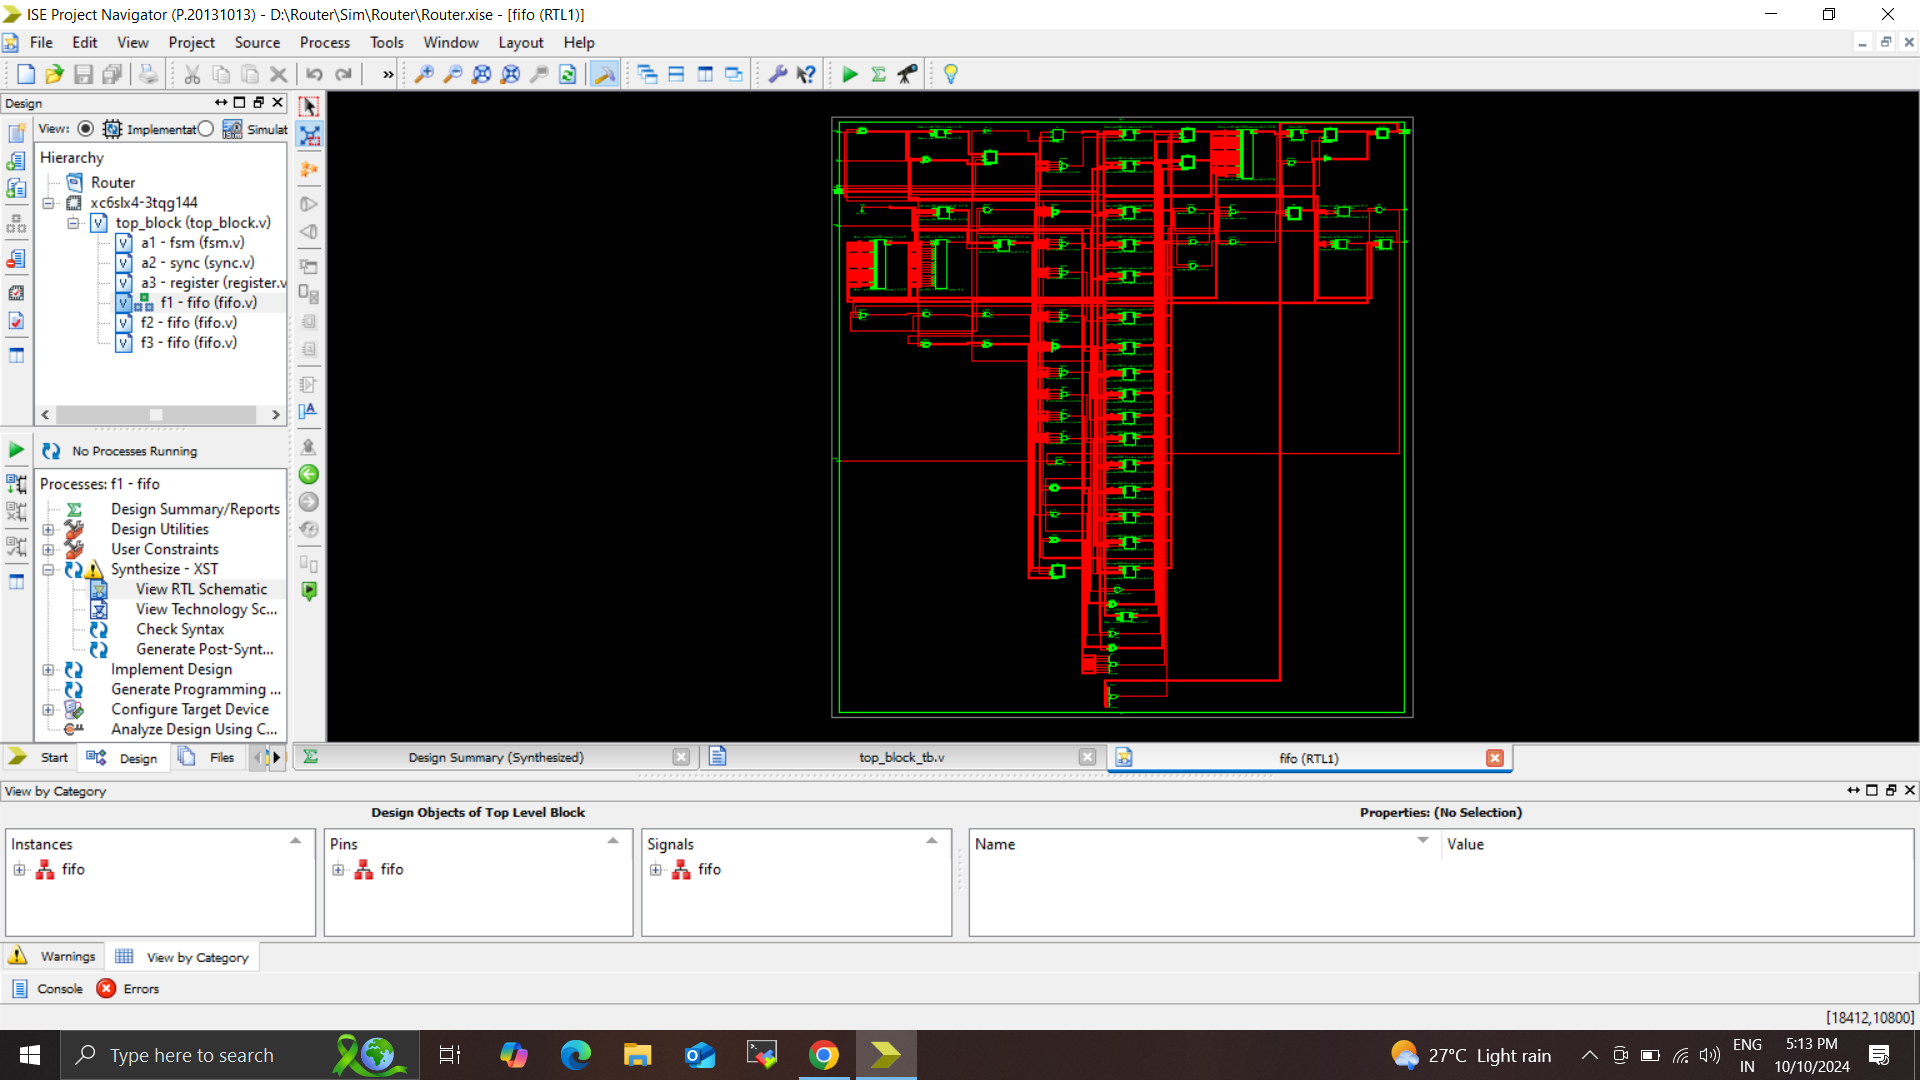 ISE Project Navigator (P.20131013) - D:\Router\Sim\Router\Router.xise - [fifo (RTL1)]
File Edit View Project Source Process Tools Window Layout Help
»
Design
View: Implementat Simulat
Hierarchy
Router
xc6slx4-3tqg144
top_block (top_block.v)
a1 - fsm (fsm.v)
a2 - sync (sync.v)
a3 - register (register.v
f1 - fifo (fifo.v)
f2 - fifo (fifo.v)
f3 - fifo (fifo.v)
No Processes Running
Processes: f1 - fifo
Design Summary/Reports
Design Utilities
User Constraints
Synthesize - XST
View RTL Schematic
View Technology Sc...
Check Syntax
Generate Post-Synt...
Implement Design
Generate Programming ...
Configure Target Device
Analyze Design Using C...
Start Design Files
Design Summary (Synthesized) top_block_tb.v fifo (RTL1)
View by Category
Design Objects of Top Level Block Properties: (No Selection)
Instances Pins Signals Name Value
fifo fifo fifo
Warnings View by Category
Console Errors
[18412,10800]
Type here to search
27°C Light rain
ENG
IN
5:13 PM
10/10/2024